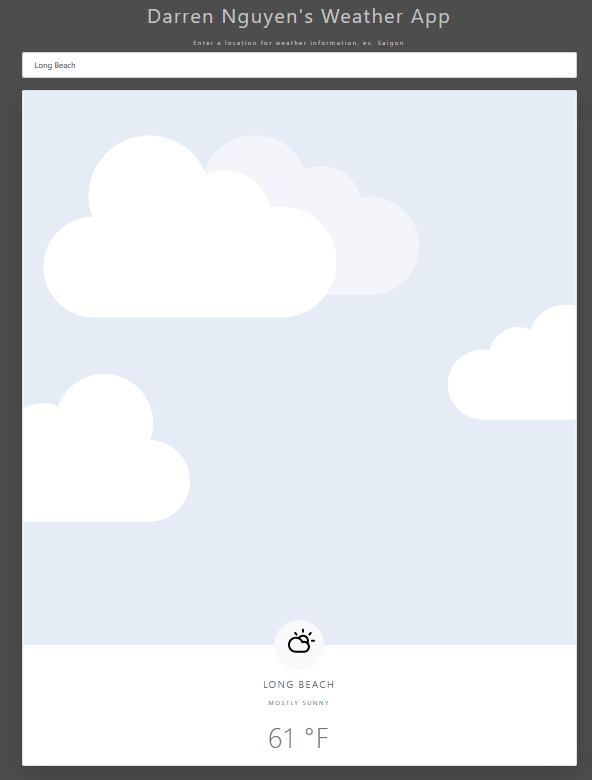 Darren Nguyen's Weather App
Enter a location for weather information. ex. Saigon
Long Beach
LONG BEACH
MOSTLY SUNNY
61 °F